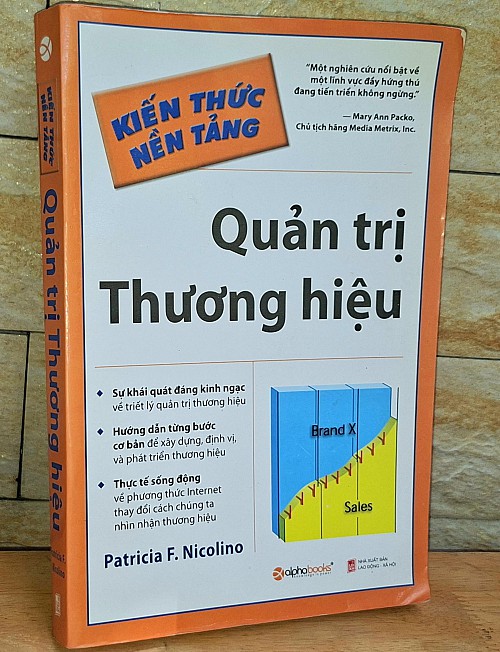 KIẾN THỨC
NỀN TẢNG
"Một nghiên cứu nổi bật về
một lĩnh vực đầy hứng thú
đang tiến triển không ngừng."
— Mary Ann Packo,
Chủ tịch hãng Media Metrix, Inc.
Quản trị
Thương hiệu
Sự khái quát đáng kinh ngạc
về triết lý quản trị thương hiệu
Hướng dẫn từng bước
cơ bản để xây dựng, định vị,
và phát triển thương hiệu
Thực tế sống động
về phương thức Internet
thay đổi cách chúng ta
nhìn nhận thương hiệu
Brand X
Sales
Patricia F. Nicolino
alphabooks
knowledge is power
NHÀ XUẤT BẢN
LAO ĐỘNG - XÃ HỘI
KIẾN THỨC
NỀN TẢNG
Quản trị Thương hiệu
Patricia F.
Nicolino